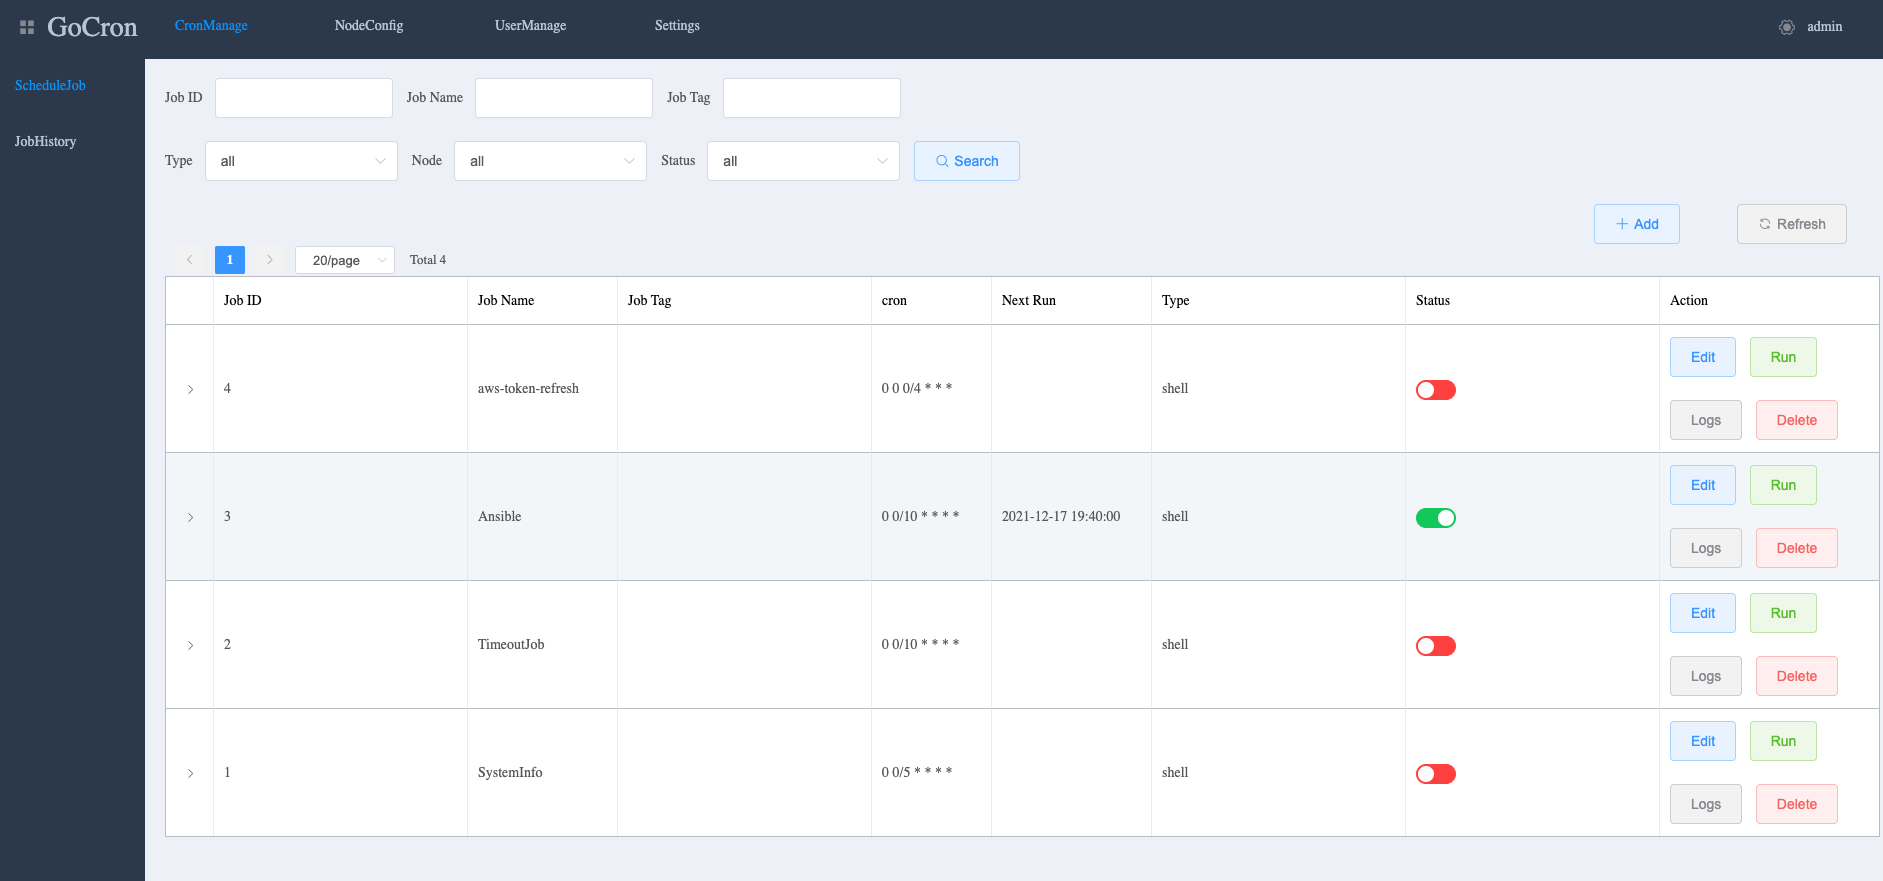 GoCron CronManage NodeConfig UserManage Settings admin
ScheduleJob
JobHistory
Job ID Job Name Job Tag
Type all Node all Status all Search
Add Refresh
1 20/page Total 4
Job ID Job Name Job Tag cron Next Run Type Status Action
4 aws-token-refresh 0 0 0/4 * * * shell Edit Run
Logs Delete
3 Ansible 0 0/10 * * * * 2021-12-17 19:40:00 shell Edit Run
Logs Delete
2 TimeoutJob 0 0/10 * * * * shell Edit Run
Logs Delete
1 SystemInfo 0 0/5 * * * * shell Edit Run
Logs Delete